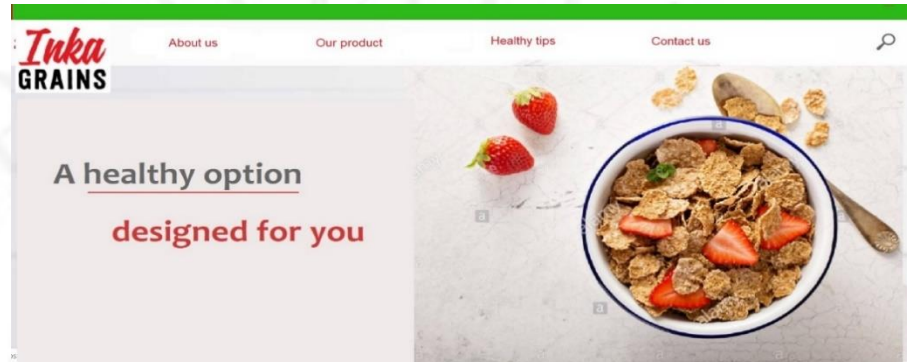 Inka
GRAINS
About us
Our product
Healthy tips
Contact us
A healthy option
designed for you
a
a
a
a